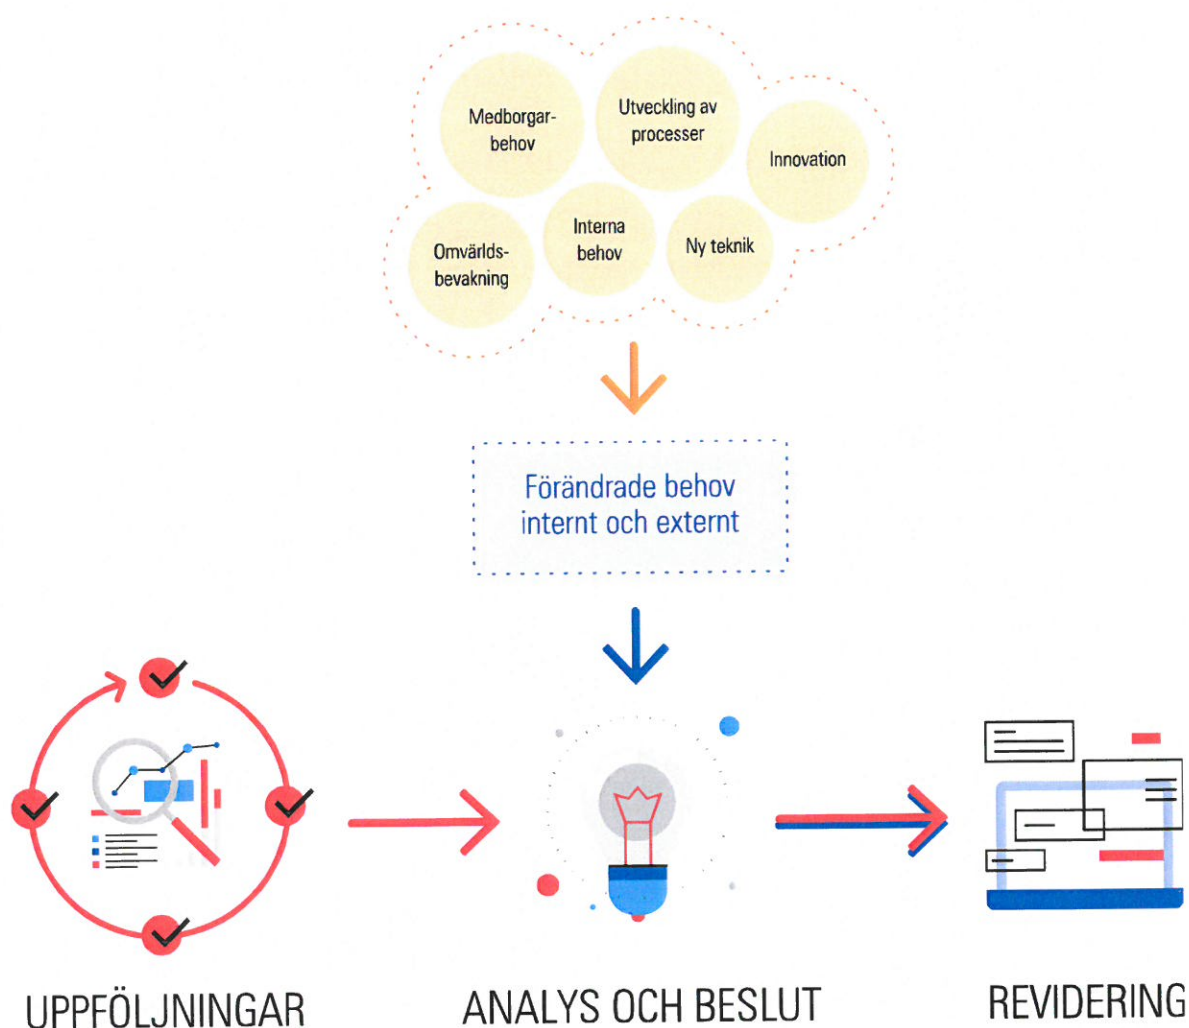 Medborgar-
behov
Utveckling av
processer
Innovation
Omvärlds-
bevakning
Interna
behov
Ny teknik
Förändrade behov
internt och externt
UPPFÖLJNINGAR
ANALYS OCH BESLUT
REVIDERING